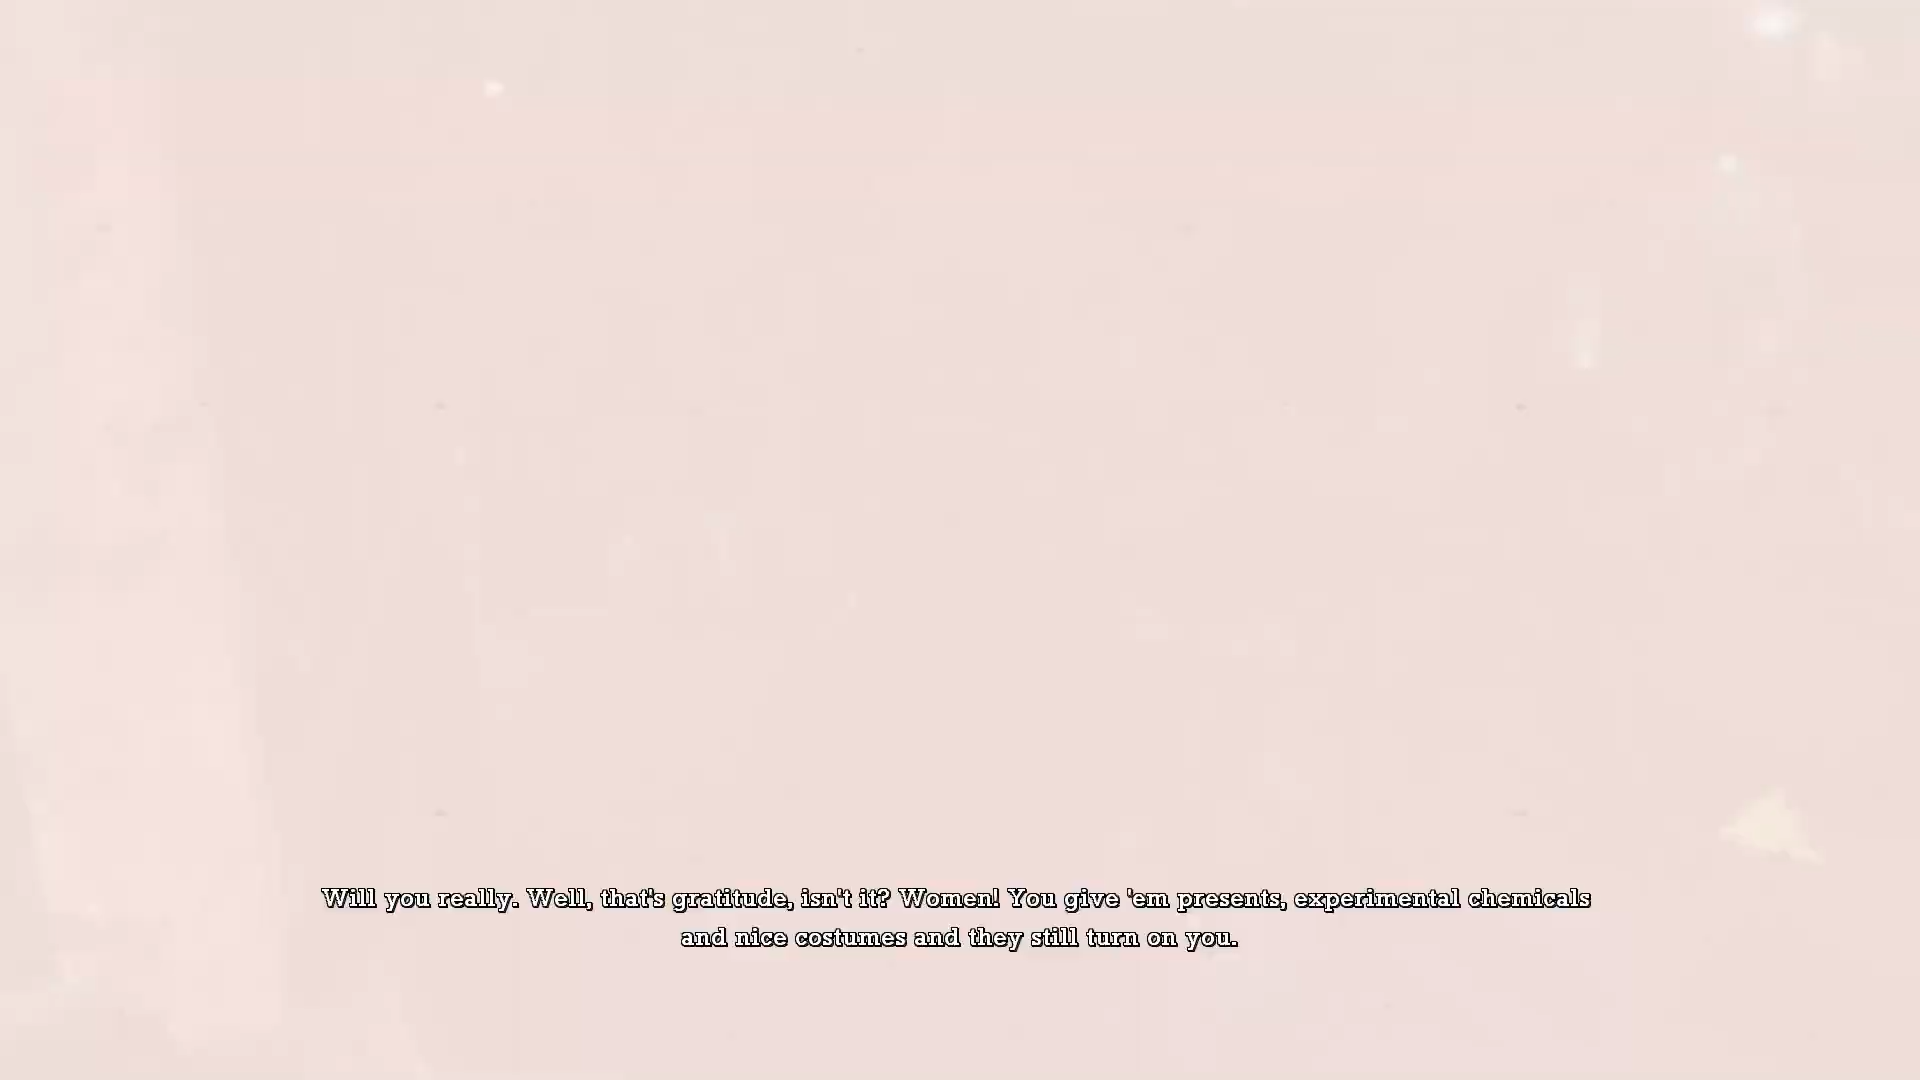 Will you really. Well, that's gratitude, isn't it? Women! You give 'em presents, experimental chemicals
and nice costumes and they still turn on you.